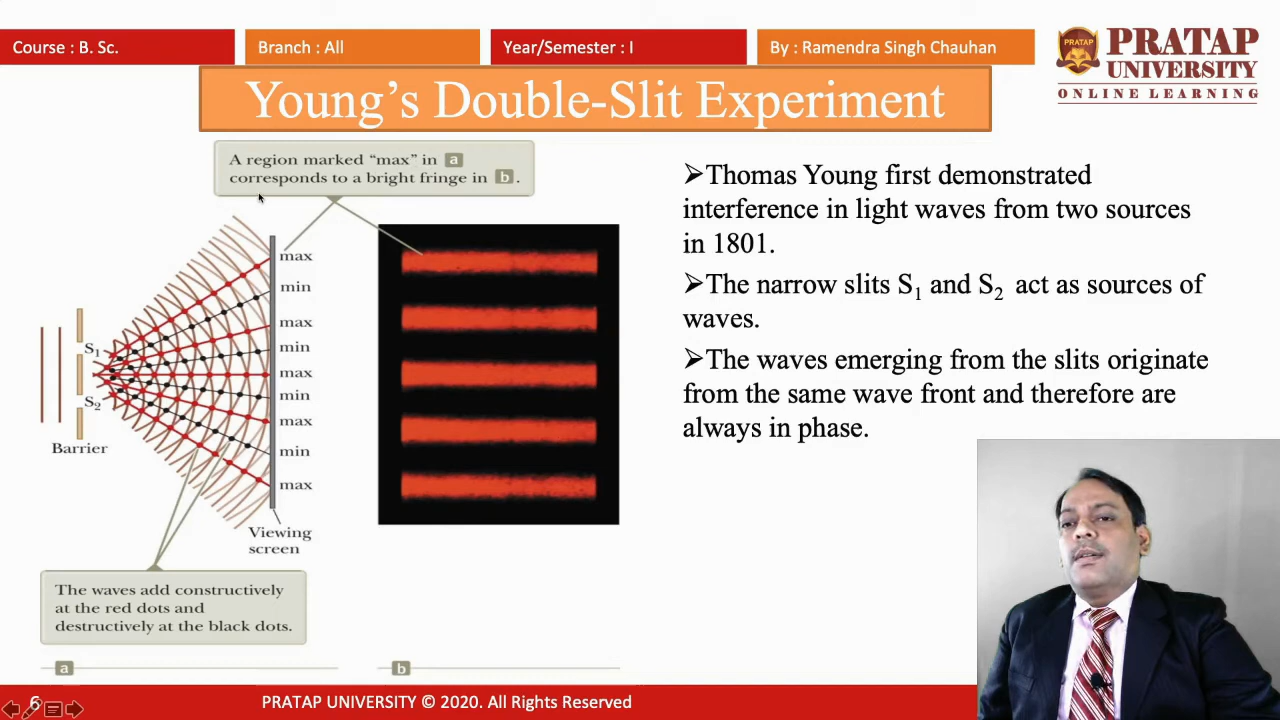 Course : B. Sc.
Branch : All
Year/Semester : I
By : Ramendra Singh Chauhan
PRATAP
PRATAP
UNIVERSITY
ONLINE LEARNING
Young's Double-Slit Experiment
A region marked “max” in a
corresponds to a bright fringe in b.
max
min
max
min
max
min
max
min
max
S1
S2
Barrier
Viewing
screen
The waves add constructively
at the red dots and
destructively at the black dots.
a
b
➢Thomas Young first demonstrated
interference in light waves from two sources
in 1801.
➢The narrow slits S1 and S2 act as sources of
waves.
➢The waves emerging from the slits originate
from the same wave front and therefore are
always in phase.
6
PRATAP UNIVERSITY © 2020. All Rights Reserved